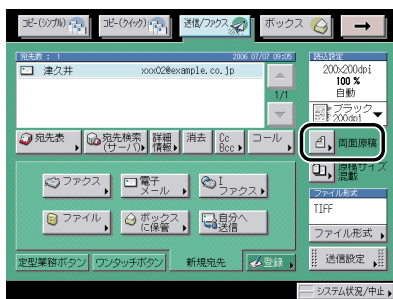 コピー(シンプル)
コピー(クイック)
送信/ファクス
ボックス
宛先数 : 1
2006 07/07 09:05
津久井
xxx02@example.co.jp
1/1
宛先表
宛先検索
(サーバ)
詳細
情報
消去
Cc
Bcc
コール
ファクス
電子
メール
I
ファクス
ファイル
ボックス
に保管
自分へ
送信
定型業務ボタン
ワンタッチボタン
新規宛先
登録
読込設定
200x200dpi
100 %
自動
ブラック
200dpi
両面原稿
原稿サイズ
混載
ファイル形式
TIFF
ファイル形式
送信設定
システム状況/中止